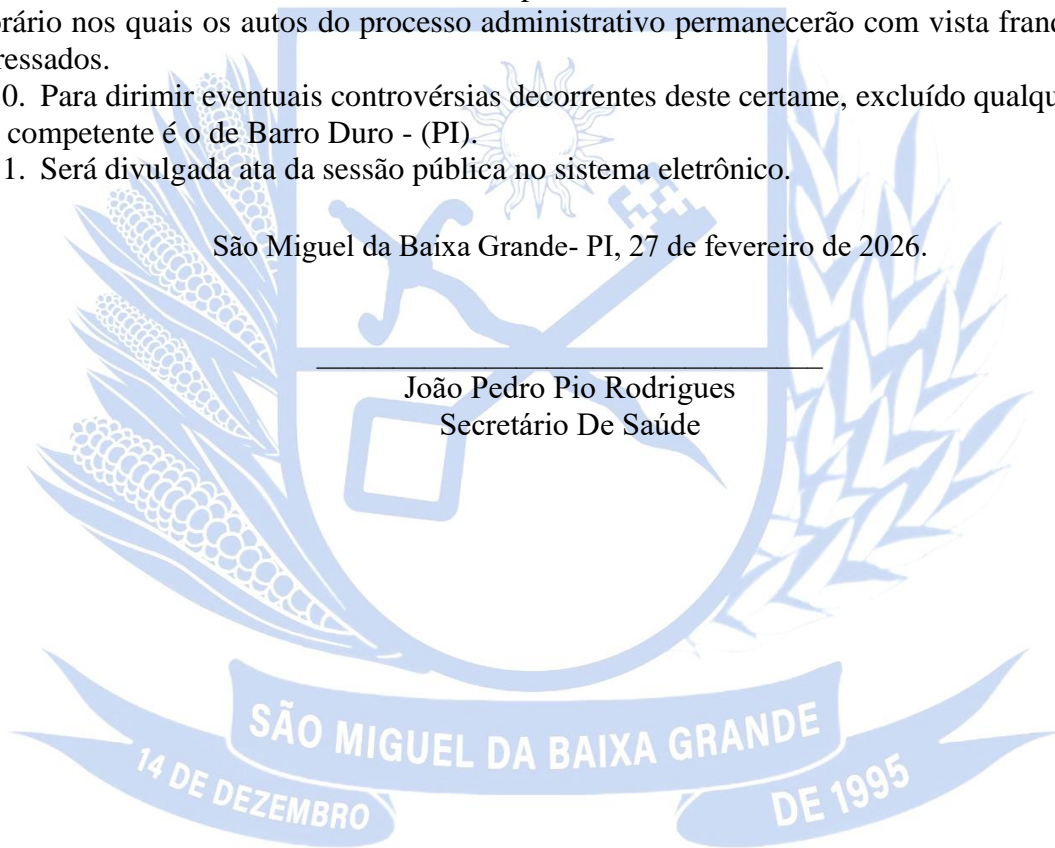 rário nos quais os autos do processo administrativo permanecerão com vista franc
ressados.
0. Para dirimir eventuais controvérsias decorrentes deste certame, excluído qualqu
competente é o de Barro Duro - (PI).
1. Será divulgada ata da sessão pública no sistema eletrônico.
São Miguel da Baixa Grande- PI, 27 de fevereiro de 2026.
João Pedro Pio Rodrigues
Secretário De Saúde
SÃO MIGUEL DA BAIXA GRANDE
14 DE DEZEMBRO
DE 1995